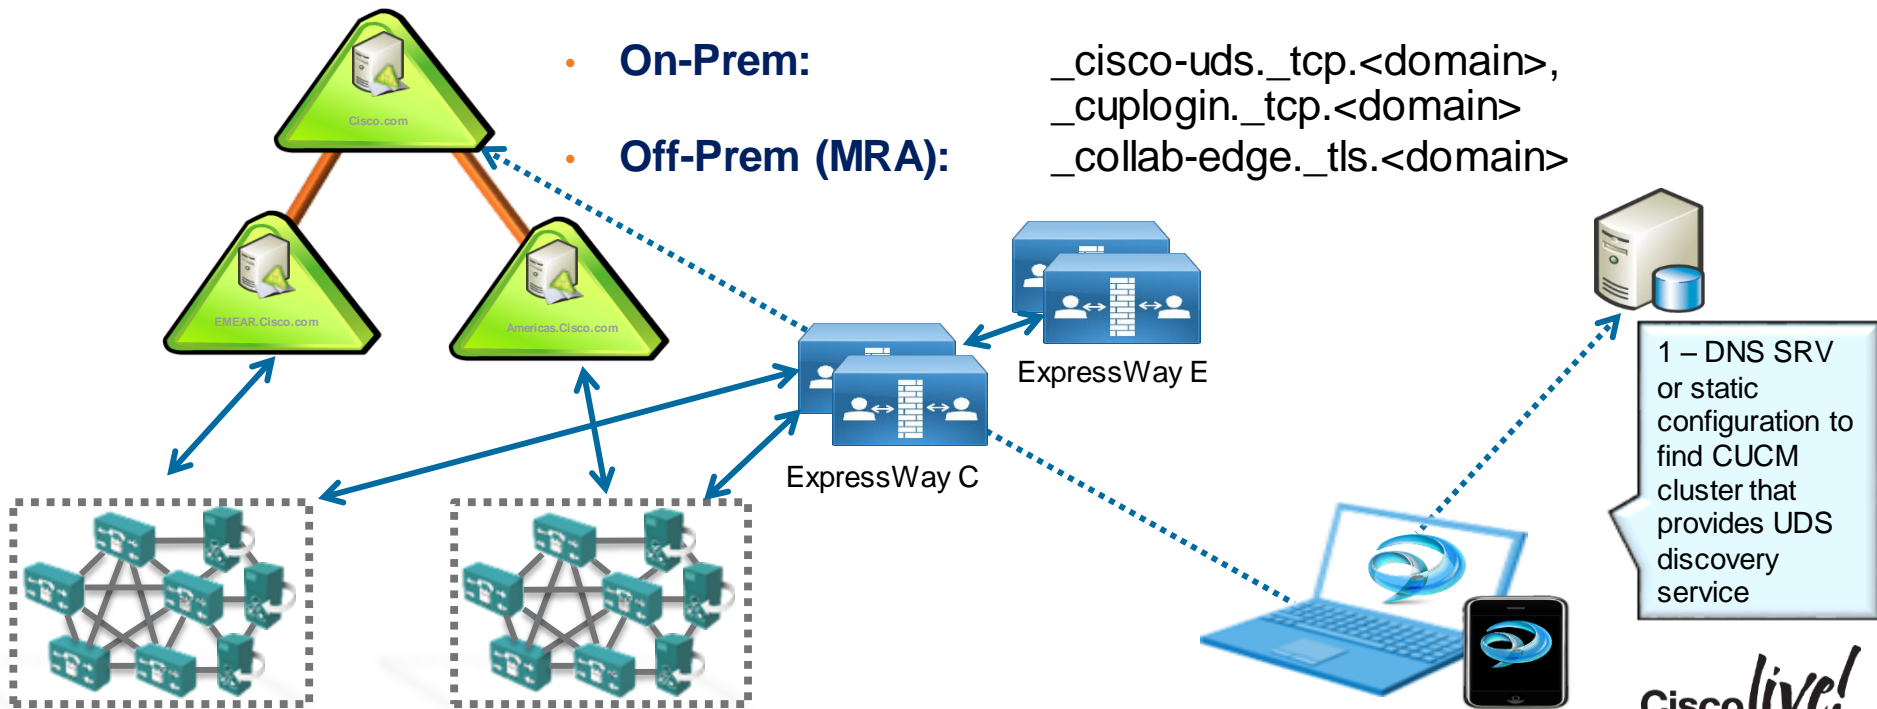 • On-Prem: _cisco-uds._tcp.<domain>,
_cuplogin._tcp.<domain>
• Off-Prem (MRA): _collab-edge._tls.<domain>
Cisco.com
EMEAR.Cisco.com
Americas.Cisco.com
ExpressWay E
ExpressWay C
1 – DNS SRV
or static
configuration to
find CUCM
cluster that
provides UDS
discovery
service
Cisco live!